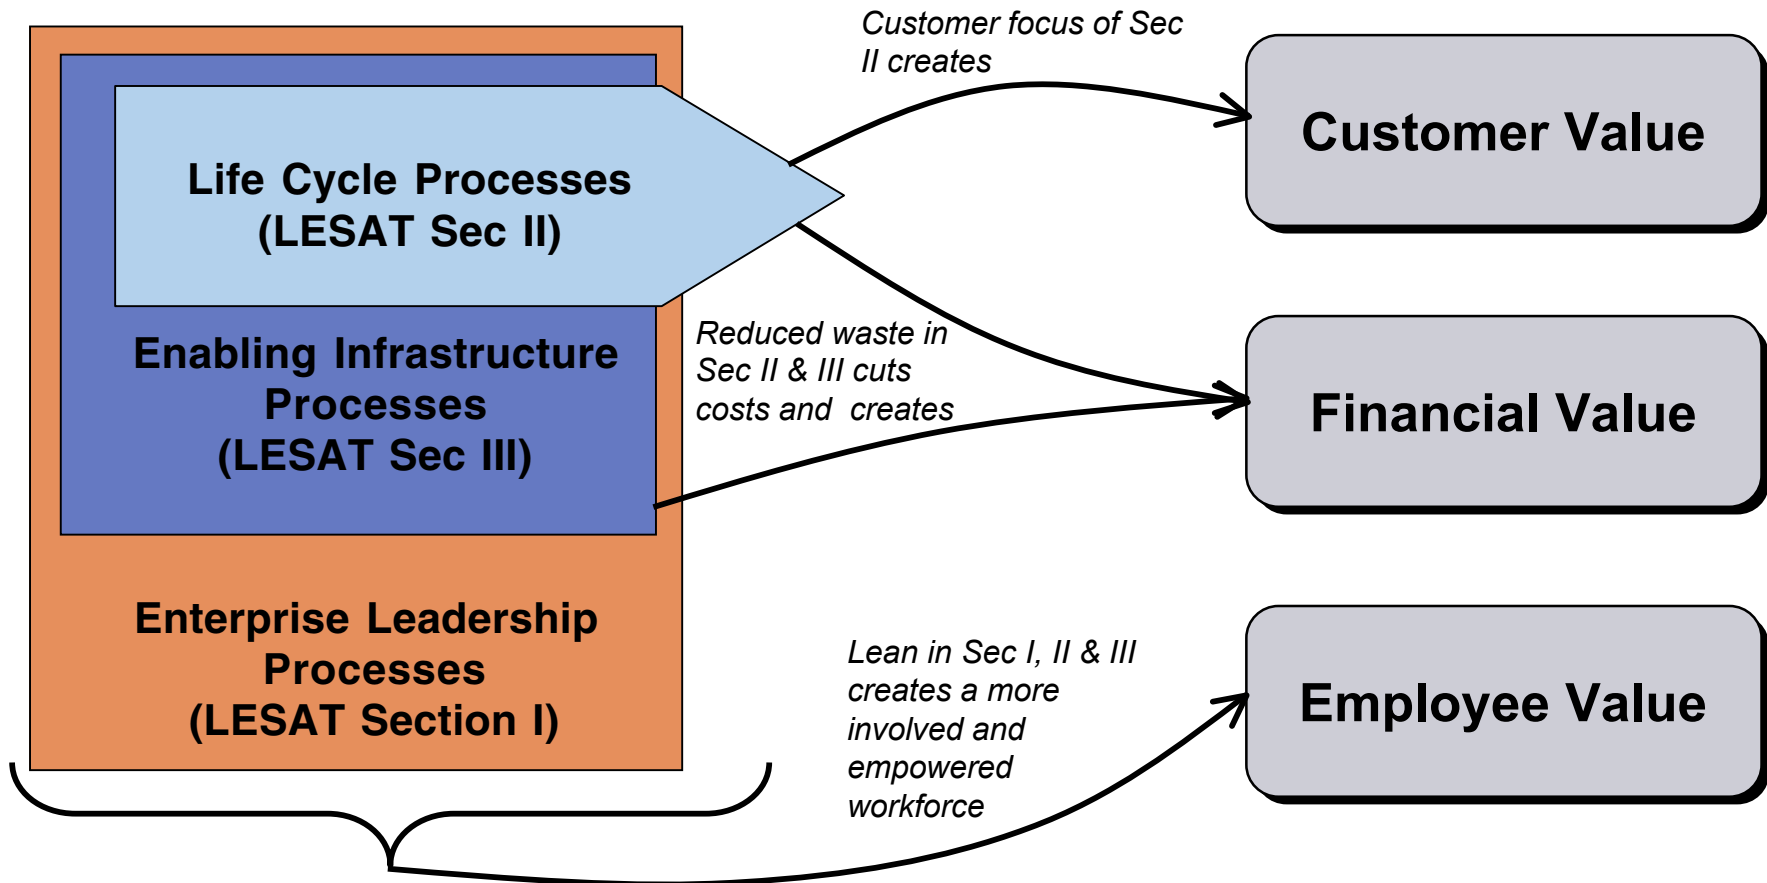 Customer focus of Sec
II creates
Customer Value
Life Cycle Processes
(LESAT Sec II)
Reduced waste in
Sec II & III cuts
costs and creates
Financial Value
Enabling Infrastructure
Processes
(LESAT Sec III)
Enterprise Leadership
Processes
(LESAT Section I)
Lean in Sec I, II & III
creates a more
involved and
empowered
workforce
Employee Value